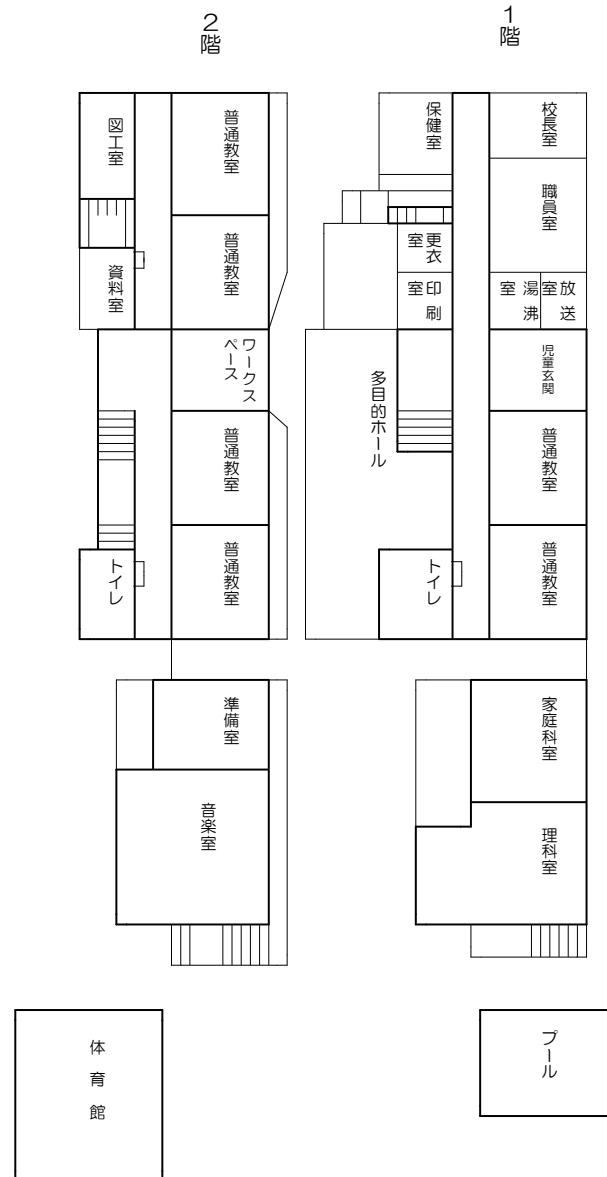 1階
2階
保健室
校長室
職員室
更衣室
印刷室
湯沸室
放送室
児童玄関
多目的ホール
普通教室
普通教室
トイレ
家庭科室
理科室
プール
図工室
普通教室
普通教室
資料室
ワークスペース
普通教室
普通教室
トイレ
準備室
音楽室
体育館